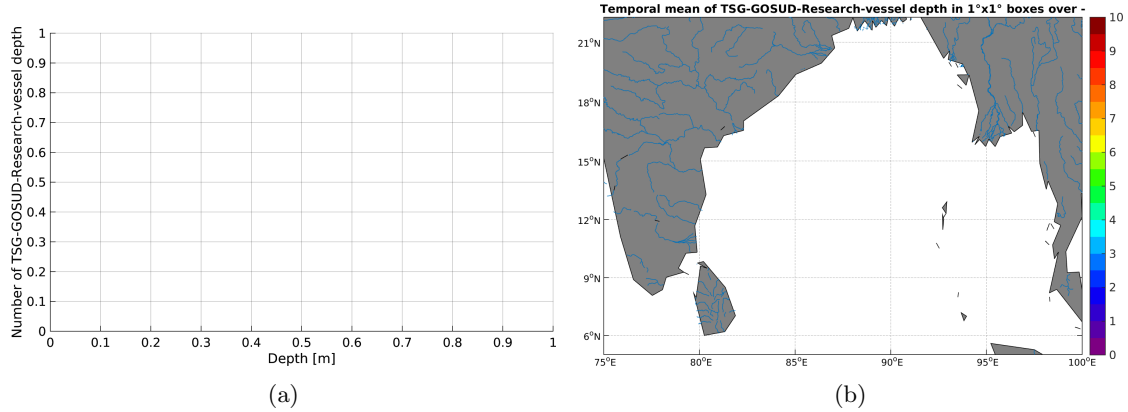 Number of TSG-GOSUD-Research-vessel depth
1
0.9
0.8
0.7
0.6
0.5
0.4
0.3
0.2
0.1
0
0 0.1 0.2 0.3 0.4 0.5 0.6 0.7 0.8 0.9 1
Depth [m]
(a)
Temporal mean of TSG-GOSUD-Research-vessel depth in 1°x1° boxes over -
21°N
18°N
15°N
12°N
9°N
6°N
75°E 80°E 85°E 90°E 95°E 100°E
10
9
8
7
6
5
4
3
2
1
0
(b)